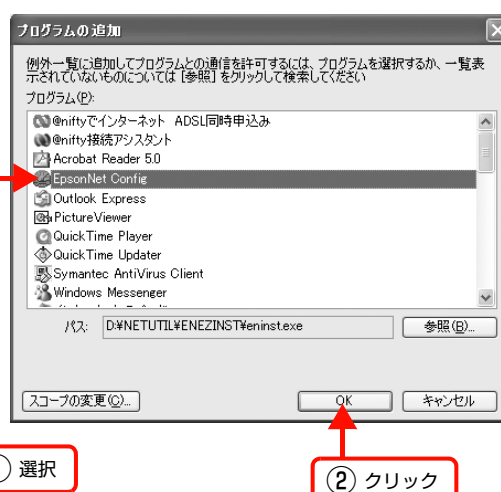 プログラムの追加
例外一覧に追加してプログラムとの通信を許可するには、プログラムを選択するか、一覧表
示されていないものについては [参照] をクリックして検索してください
プログラム(P):
@niftyでインターネット ADSL同時申込み
@nifty接続アシスタント
Acrobat Reader 5.0
EpsonNet Config
Outlook Express
PictureViewer
QuickTime Player
QuickTime Updater
Symantec AntiVirus Client
Windows Messenger
パス: D:¥NETUTIL¥ENEZINST¥eninst.exe 参照(B)...
スコープの変更(C)... OK キャンセル
選択
② クリック